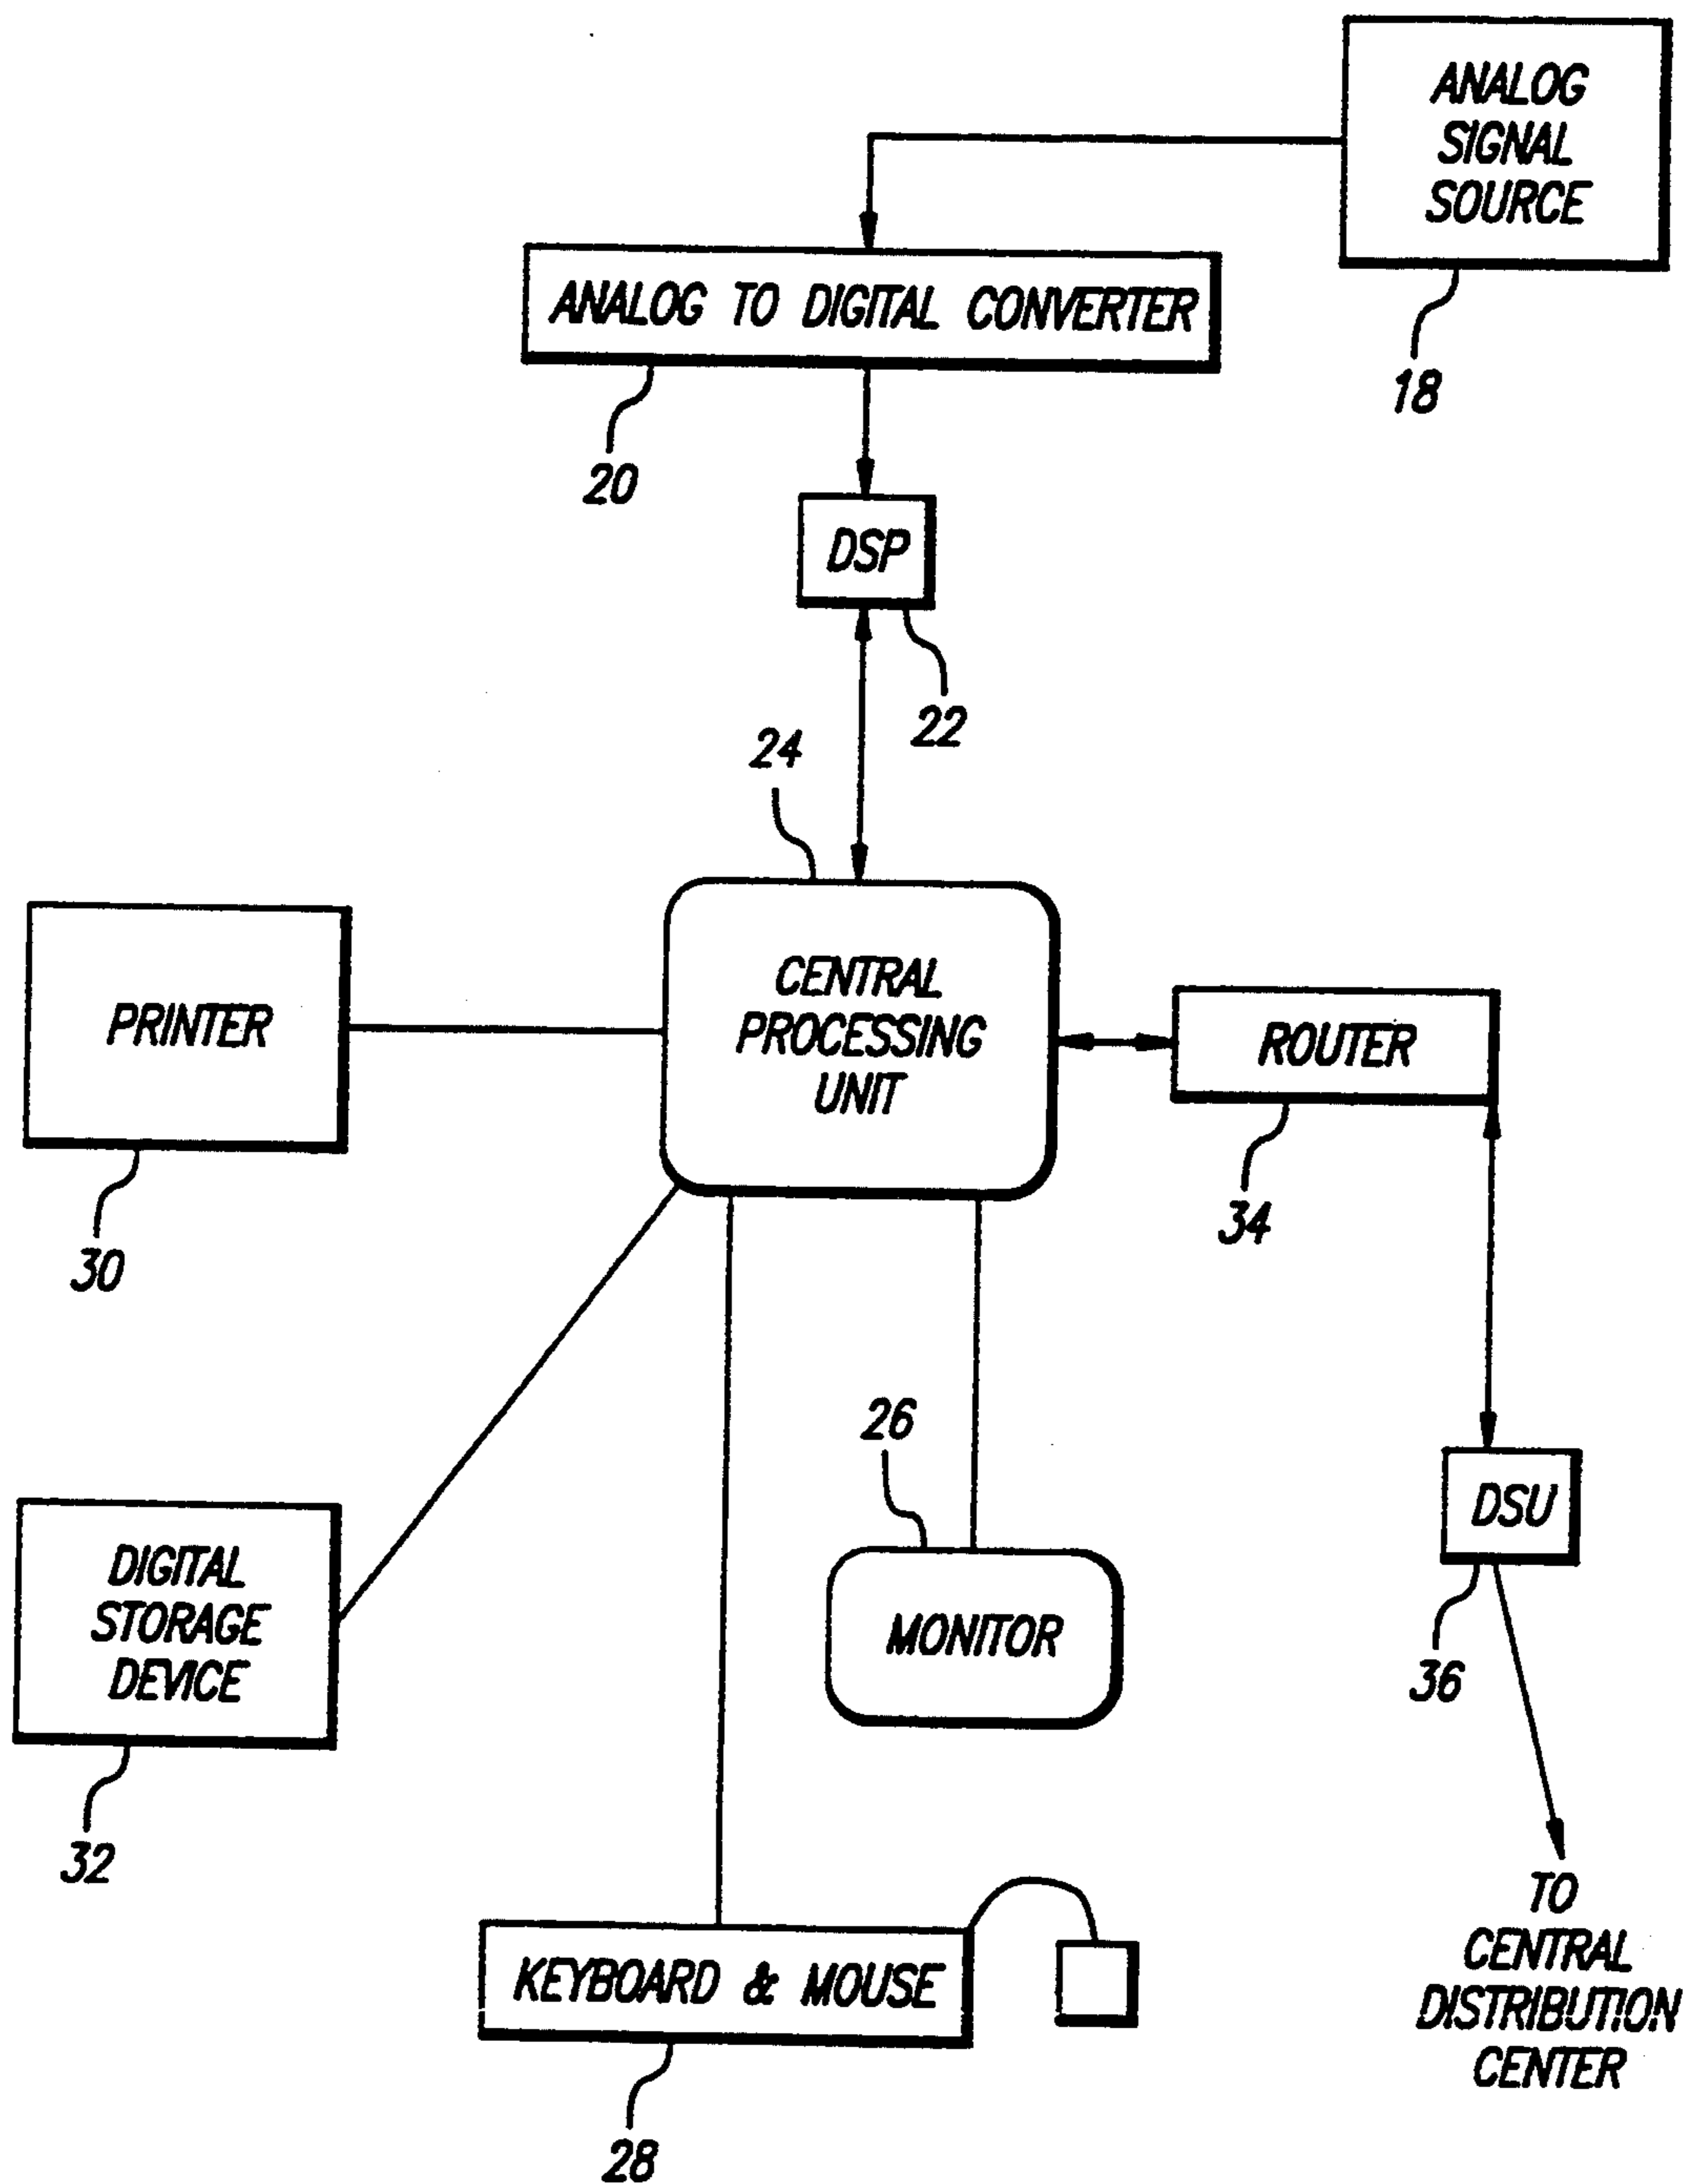 ANALOG
SIGNAL
SOURCE
18
ANALOG TO DIGITAL CONVERTER
20
DSP
22
24
CENTRAL
PROCESSING
UNIT
PRINTER
30
ROUTER
34
26
MONITOR
DSU
36
DIGITAL
STORAGE
DEVICE
32
KEYBOARD & MOUSE
28
TO
CENTRAL
DISTRIBUTION
CENTER